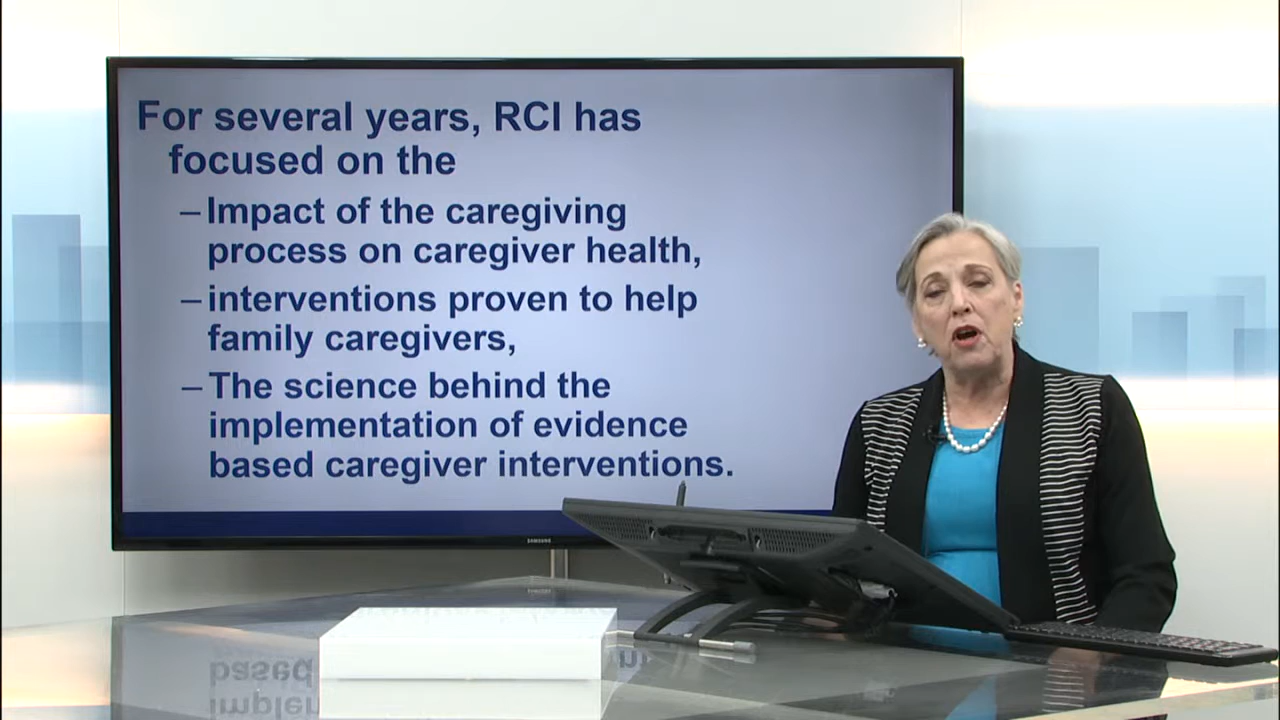 For several years, RCI has
focused on the
–Impact of the caregiving
process on caregiver health,
–interventions proven to help
family caregivers,
–The science behind the
implementation of evidence
based caregiver interventions.
SAMSUNG